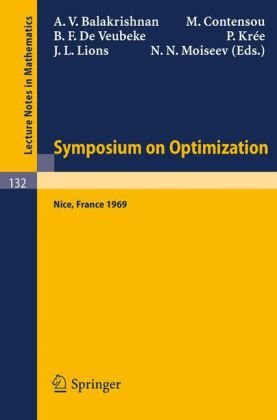 A. V. Balakrishnan M. Contensou
B. F. De Veubeke P. Krée
J. L. Lions N. N. Moiseev (Eds.)
Lecture Notes in Mathematics
Symposium on Optimization
132
Nice, France 1969
Springer